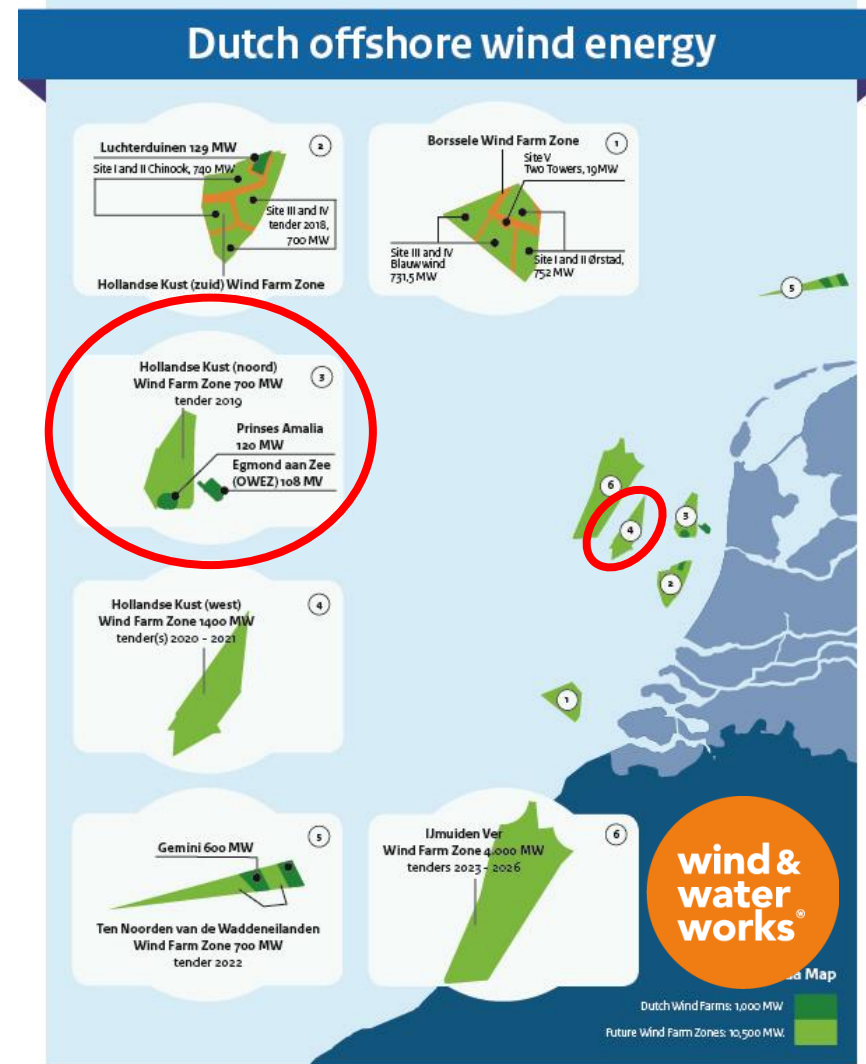 Dutch offshore wind energy
Luchterduinen 129 MW
2
Site I and II Chinook, 740 MW
Site III and IV
tender 2018,
700 MW
Hollandse Kust (zuid) Wind Farm Zone
Borssele Wind Farm Zone
1
Site V
Two Towers, 19MW
Site III and IV
Blauwwind
731,5 MW
Site I and II Ørstad,
752 MW
5
Hollandse Kust (noord)
Wind Farm Zone 700 MW
tender 2019
3
Prinses Amalia
120 MW
Egmond aan Zee
(OWEZ) 108 MV
6
4
3
2
1
Hollandse Kust (west)
Wind Farm Zone 1400 MW
tender(s) 2020 - 2021
4
Gemini 600 MW
5
Ten Noorden van de Waddeneilanden
Wind Farm Zone 700 MW
tender 2022
IJmuiden Ver
Wind Farm Zone 4.000 MW
tenders 2023 - 2026
6
wind &
water
works®
Map
Dutch Wind Farms: 1,000 MW
Future Wind Farm Zones: 10,500 MW.